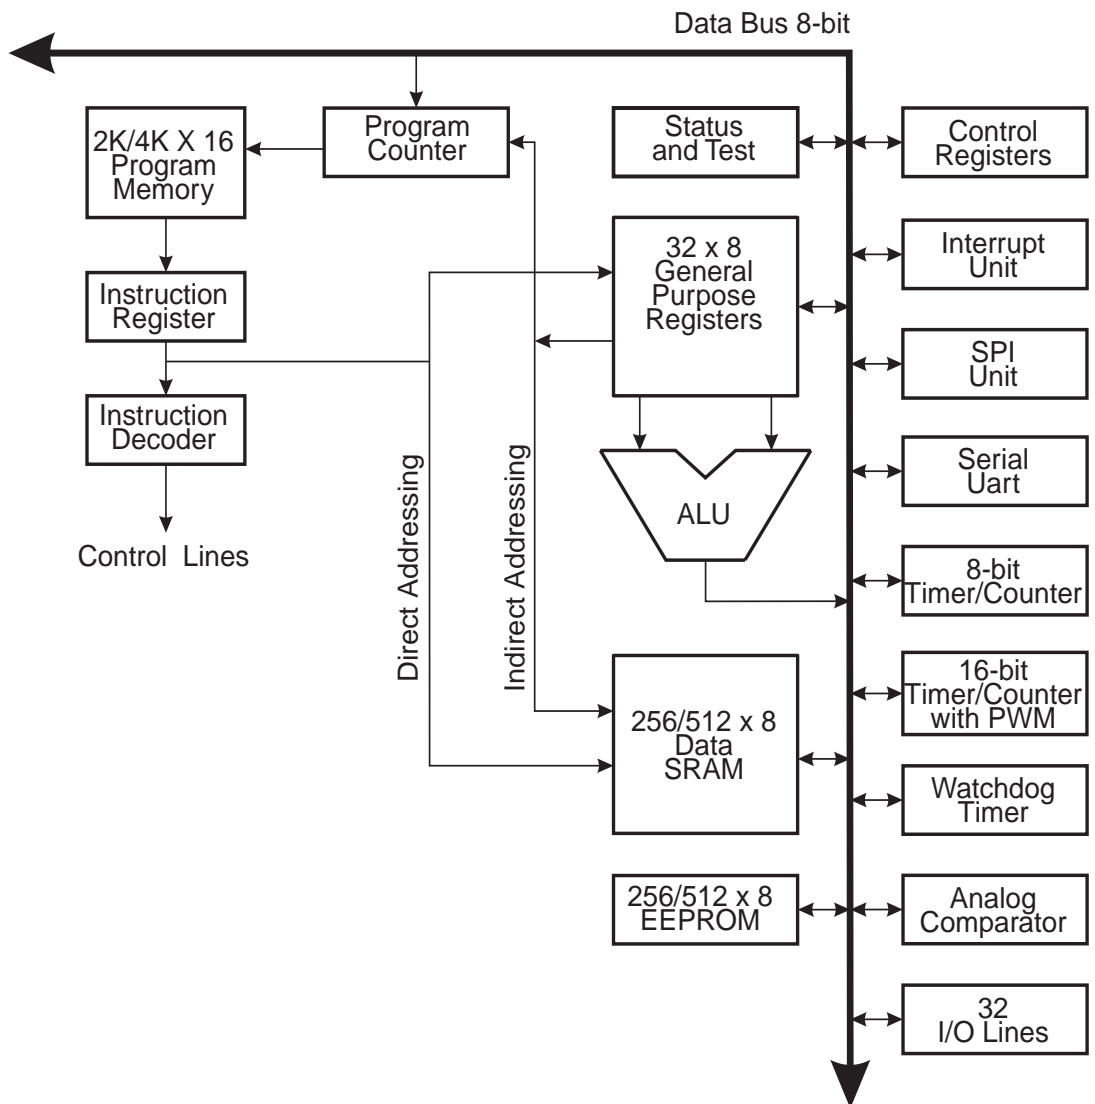 Data Bus 8-bit
2K/4K X 16
Program
Memory
Program
Counter
Status
and Test
Control
Registers
32 x 8
General
Purpose
Registers
Interrupt
Unit
Instruction
Register
SPI
Unit
Instruction
Decoder
Serial
Uart
ALU
Control Lines
Direct Addressing
Indirect Addressing
8-bit
Timer/Counter
16-bit
Timer/Counter
with PWM
256/512 x 8
Data
SRAM
Watchdog
Timer
256/512 x 8
EEPROM
Analog
Comparator
32
I/O Lines